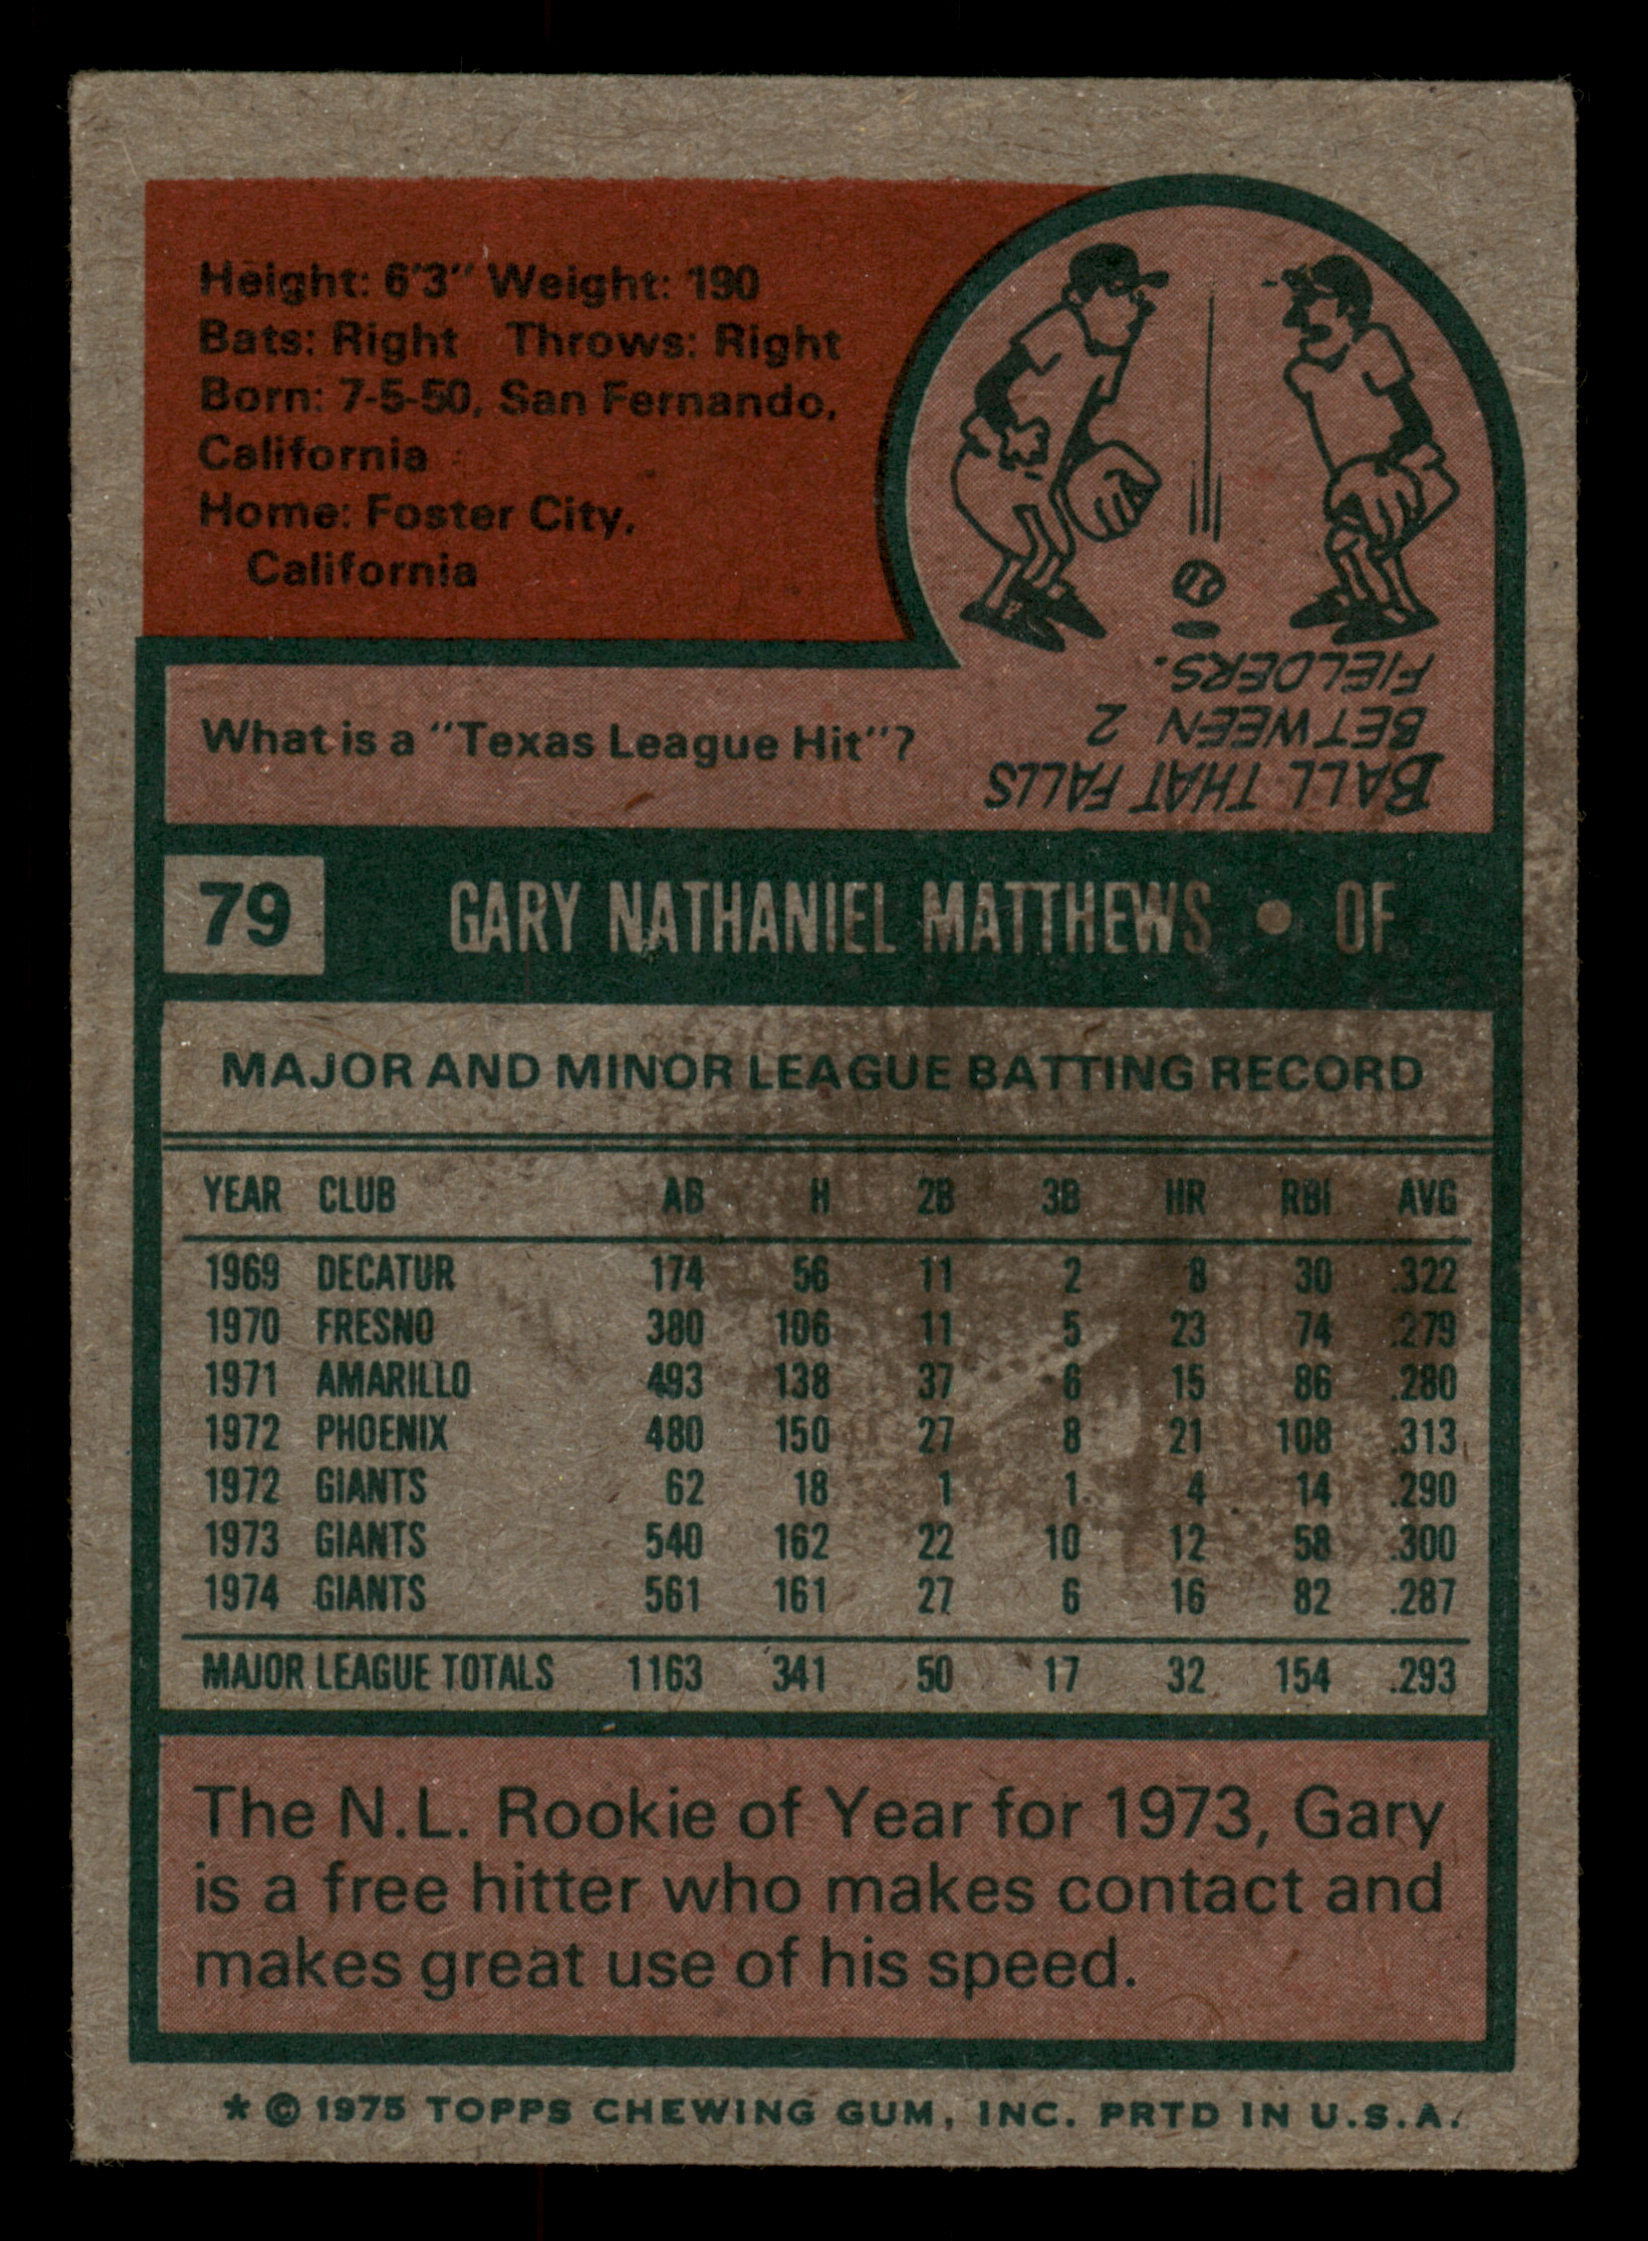 Height: 6'3" Weight: 190
Bats: Right Throws: Right
Born: 7-5-50, San Fernando,
California
Home: Foster City,
California
What is a "Texas League Hit"?
BALL THAT FALLS
BETWEEN 2
FIELDERS.
79 GARY NATHANIEL MATTHEWS • OF
MAJOR AND MINOR LEAGUE BATTING RECORD
YEAR CLUB AB H 2B 3B HR RBI AVG
1969 DECATUR 174 56 11 2 8 30 .322
1970 FRESNO 380 106 11 5 23 74 .279
1971 AMARILLO 493 138 37 6 15 86 .280
1972 PHOENIX 480 150 27 8 21 108 .313
1972 GIANTS 62 18 1 1 4 14 .290
1973 GIANTS 540 162 22 10 12 58 .300
1974 GIANTS 561 161 27 6 16 82 .287
MAJOR LEAGUE TOTALS 1163 341 50 17 32 154 .293
The N.L. Rookie of Year for 1973, Gary
is a free hitter who makes contact and
makes great use of his speed.
* © 1975 TOPPS CHEWING GUM, INC. PRTD IN U.S.A.